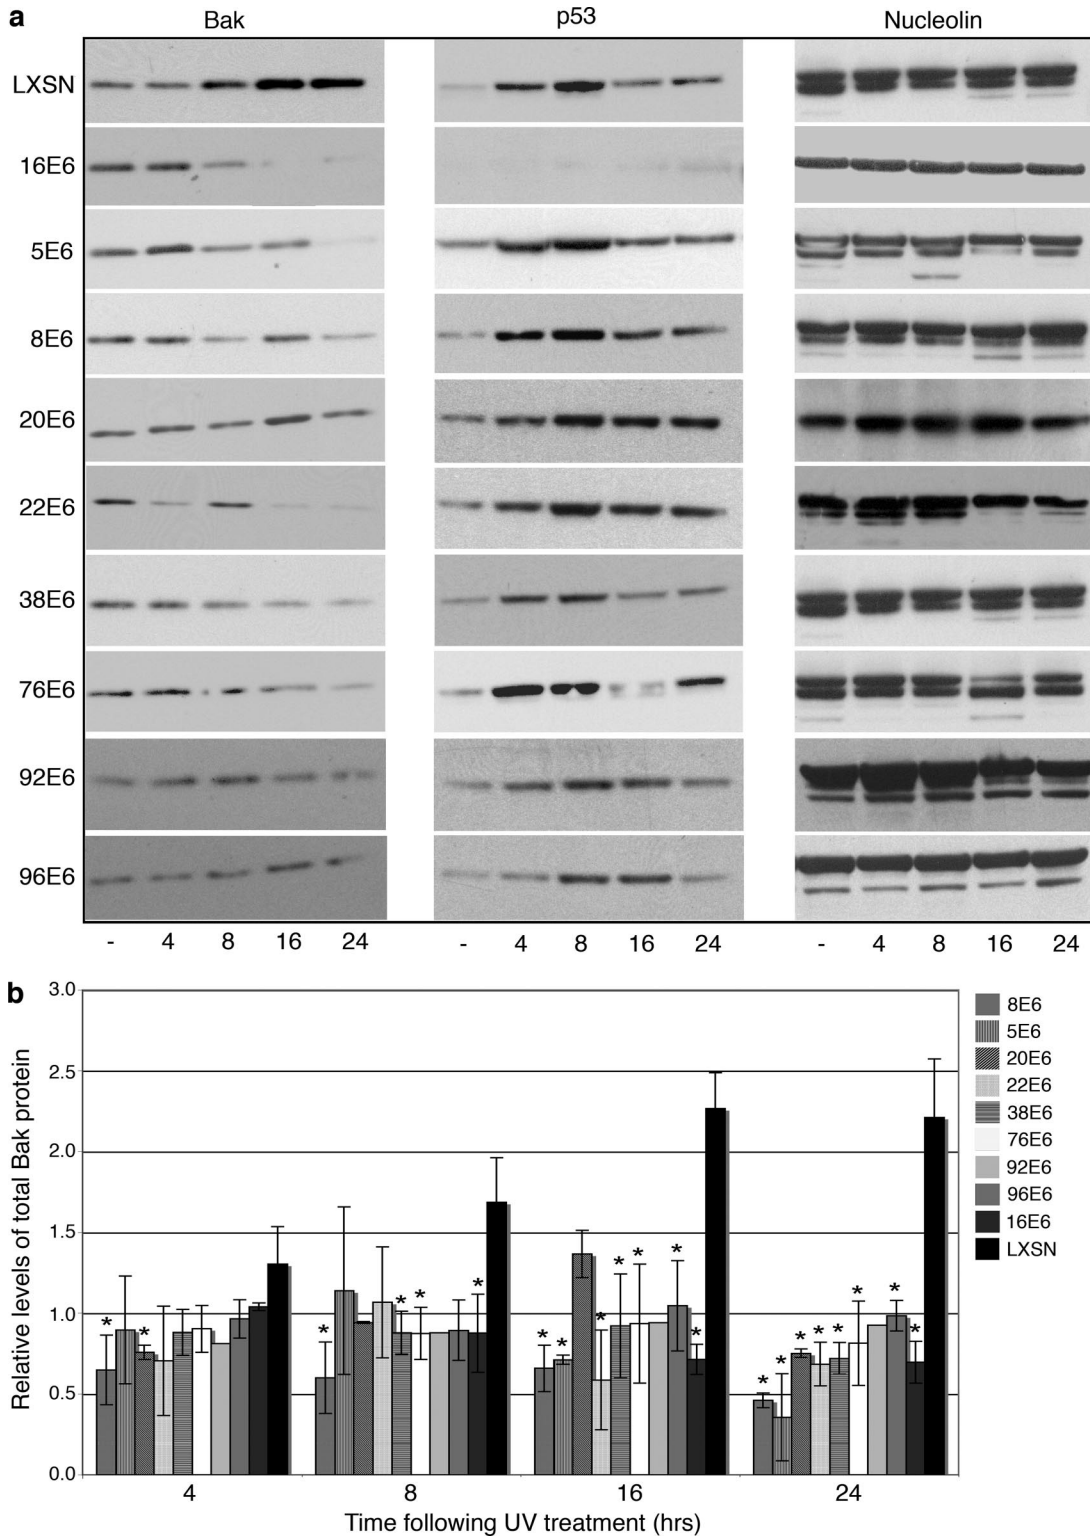 a Bak p53 Nucleolin
LXSN
16E6
5E6
8E6
20E6
22E6
38E6
76E6
92E6
96E6
- 4 8 16 24 - 4 8 16 24 - 4 8 16 24
b
Relative levels of total Bak protein
3.0
2.5
2.0
1.5
1.0
0.5
0.0
* * * * * * * * * * * * * * * * * * * *
4 8 16 24
Time following UV treatment (hrs)
8E6
5E6
20E6
22E6
38E6
76E6
92E6
96E6
16E6
LXSN